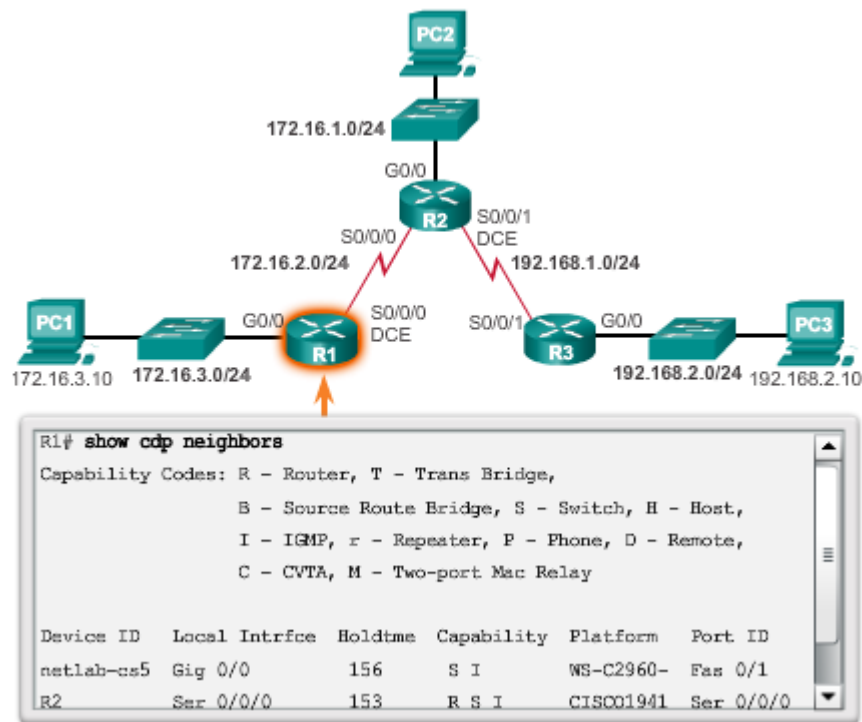 PC2
172.16.1.0/24
G0/0
R2
S0/0/1
DCE
S0/0/0
172.16.2.0/24
192.168.1.0/24
PC1
G0/0
S0/0/0
DCE
R1
S0/0/1
R3
G0/0
PC3
172.16.3.10
172.16.3.0/24
192.168.2.0/24
192.168.2.10
R1# show cdp neighbors
Capability Codes: R - Router, T - Trans Bridge,
B - Source Route Bridge, S - Switch, H - Host,
I - IGMP, r - Repeater, P - Phone, D - Remote,
C - CVTA, M - Two-port Mac Relay
Device ID Local Intrfce Holdtme Capability Platform Port ID
netlab-cs5 Gig 0/0 156 S I WS-C2960- Fas 0/1
R2 Ser 0/0/0 153 R S I CISCO1941 Ser 0/0/0